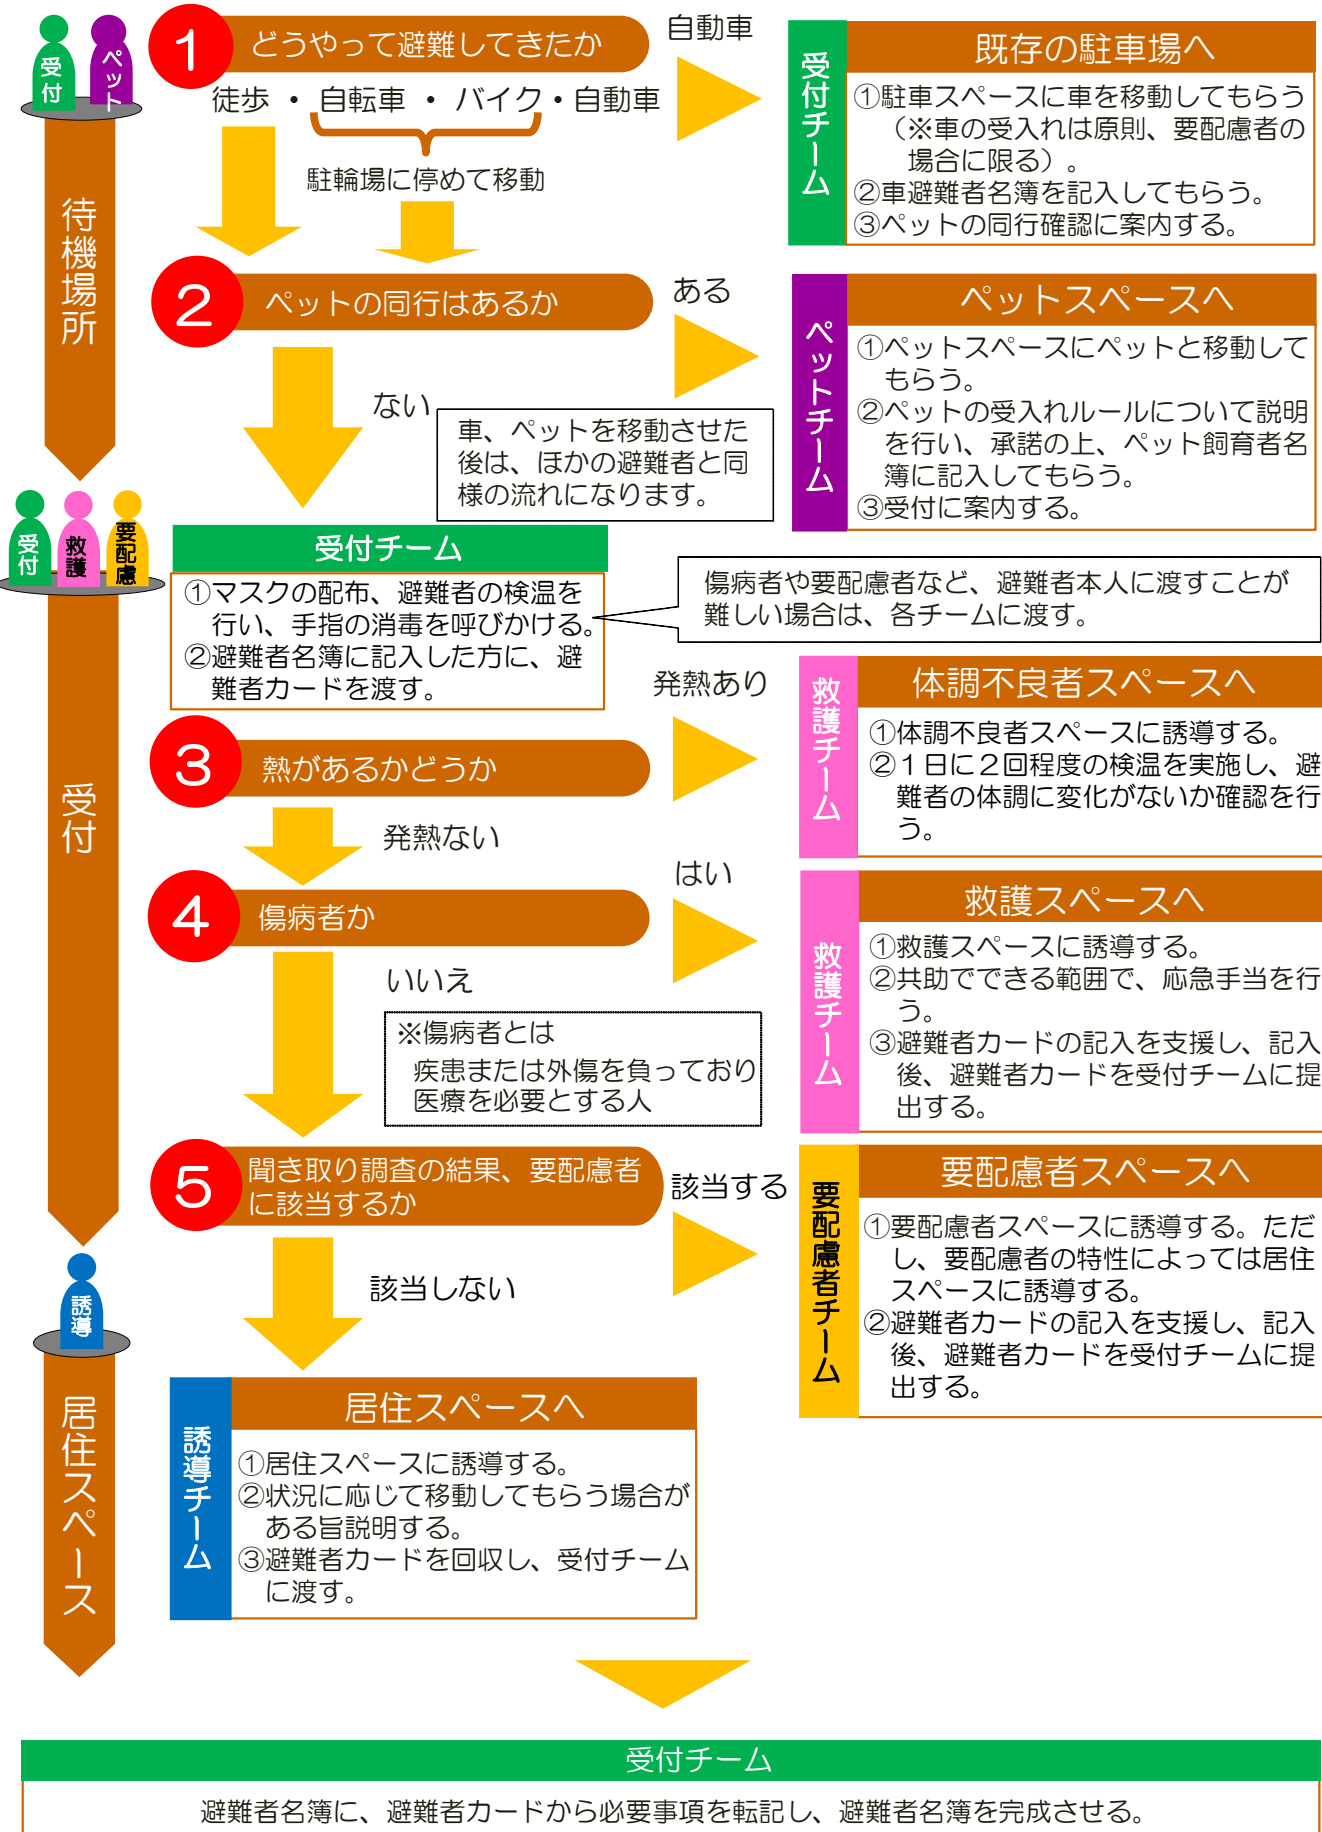 受付
ペット
待機場所
1
どうやって避難してきたか
自動車
徒歩 ・ 自転車 ・ バイク・自動車
駐輪場に停めて移動
受付チーム
既存の駐車場へ
①駐車スペースに車を移動してもらう
（※車の受入れは原則、要配慮者の
場合に限る）。
②車避難者名簿を記入してもらう。
③ペットの同行確認に案内する。
2
ペットの同行はあるか
ある
ない
車、ペットを移動させた
後は、ほかの避難者と同
様の流れになります。
ペットチーム
ペットスペースへ
①ペットスペースにペットと移動して
もらう。
②ペットの受入れルールについて説明
を行い、承諾の上、ペット飼育者名
簿に記入してもらう。
③受付に案内する。
受付
救護
要配慮
受付
受付チーム
①マスクの配布、避難者の検温を
行い、手指の消毒を呼びかける。
②避難者名簿に記入した方に、避
難者カードを渡す。
傷病者や要配慮者など、避難者本人に渡すことが
難しい場合は、各チームに渡す。
3
熱があるかどうか
発熱あり
発熱ない
救護チーム
体調不良者スペースへ
①体調不良者スペースに誘導する。
②１日に２回程度の検温を実施し、避
難者の体調に変化がないか確認を行
う。
4
傷病者か
はい
いいえ
※傷病者とは
疾患または外傷を負っており
医療を必要とする人
救護チーム
救護スペースへ
①救護スペースに誘導する。
②共助でできる範囲で、応急手当を行
う。
③避難者カードの記入を支援し、記入
後、避難者カードを受付チームに提
出する。
5
聞き取り調査の結果、要配慮者
に該当するか
該当する
該当しない
要配慮者チーム
要配慮者スペースへ
①要配慮者スペースに誘導する。ただ
し、要配慮者の特性によっては居住
スペースに誘導する。
②避難者カードの記入を支援し、記入
後、避難者カードを受付チームに提
出する。
誘導
居住スペース
誘導チーム
居住スペースへ
①居住スペースに誘導する。
②状況に応じて移動してもらう場合が
ある旨説明する。
③避難者カードを回収し、受付チーム
に渡す。
受付チーム
避難者名簿に、避難者カードから必要事項を転記し、避難者名簿を完成させる。